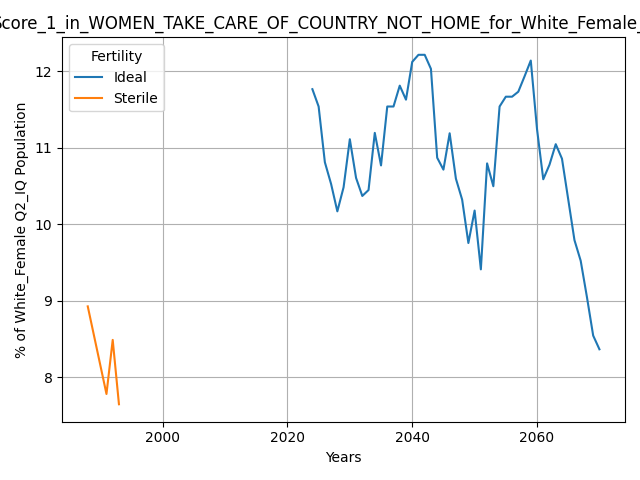 Score_1_in_WOMEN_TAKE_CARE_OF_COUNTRY_NOT_HOME_for_White_Female_
Fertility
Ideal
Sterile
% of White_Female Q2_IQ Population
12
11
10
9
8
2000 2020 2040 2060
Years